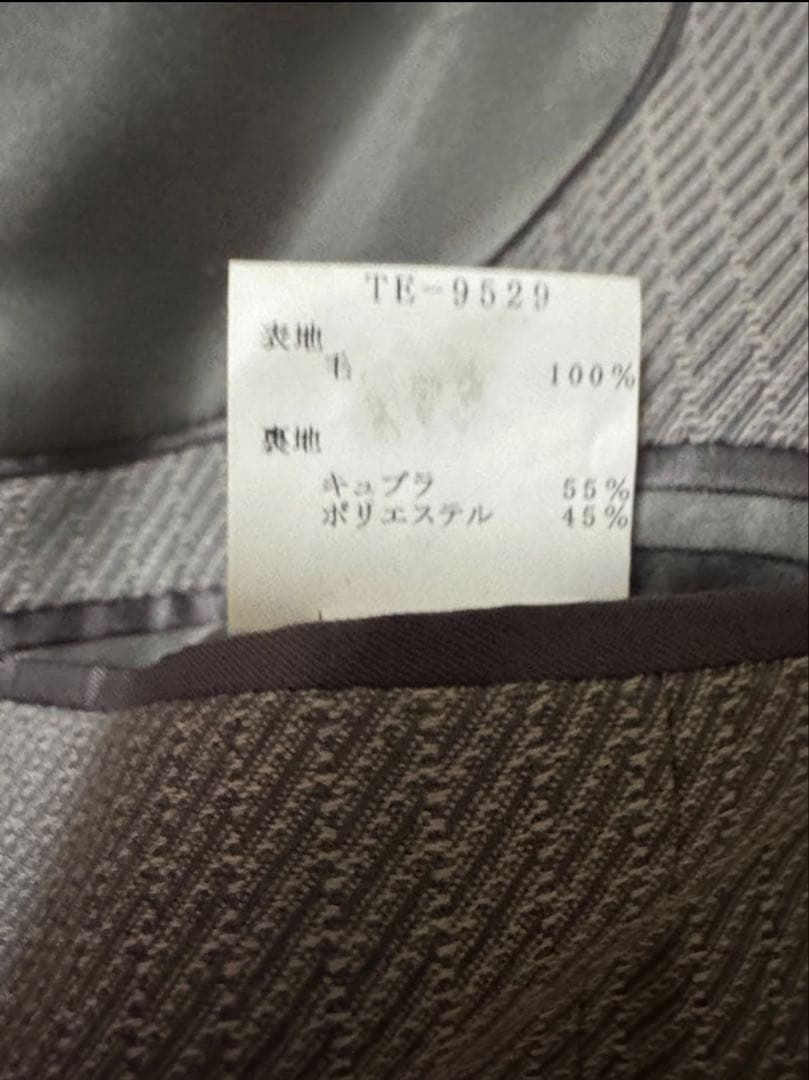 TE-9529
表地
毛 100%
裏地
キュプラ 55%
ポリエステル 45%